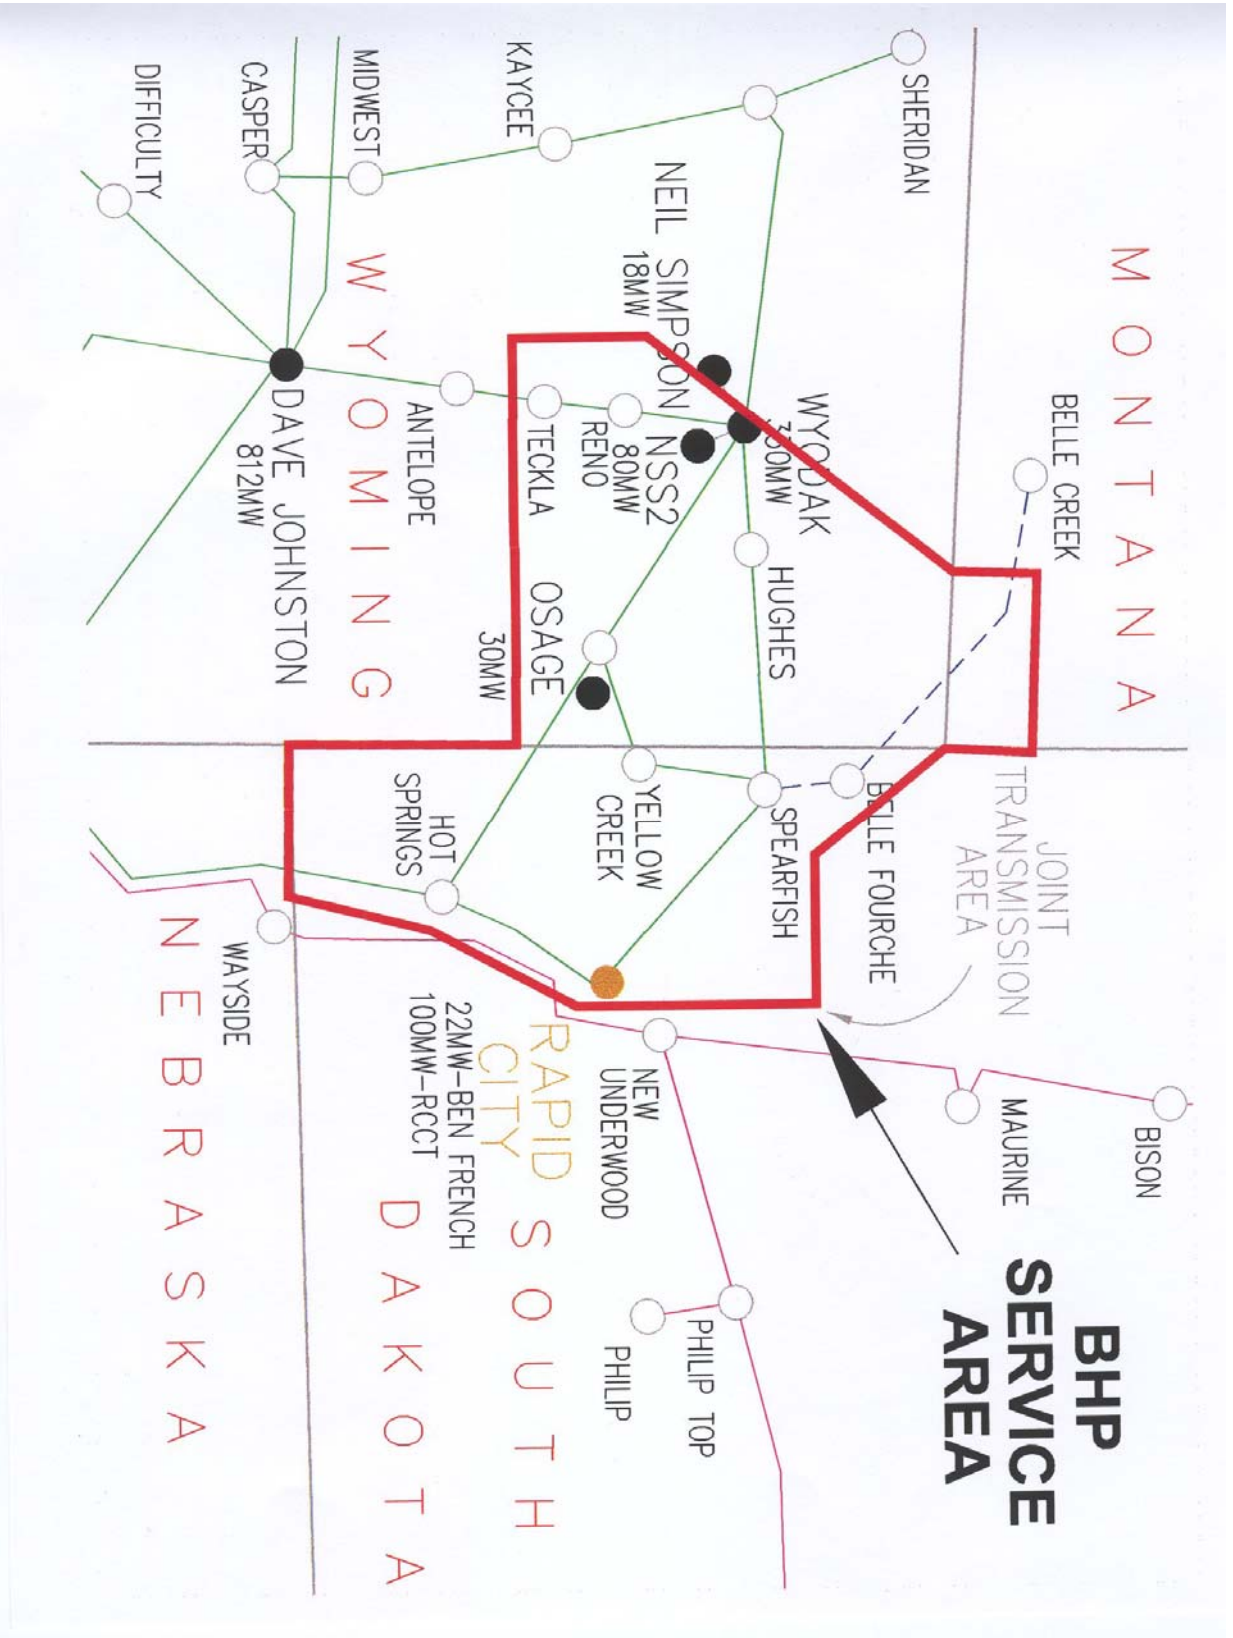 MONTANA
BISON
BHP
SERVICE
AREA
BELLE CREEK
JOINT
TRANSMISSION
AREA
MAURINE
SHERIDAN
BELLE FOURCHE
WYODAK
330MW
HUGHES
SPEARFISH
PHILIP TOP
NEIL SIMPSON
18MW
NSS2
80MW
RENO
YELLOW
CREEK
NEW
UNDERWOOD
PHILIP
KAYCEE
TECKLA
OSAGE
30MW
RAPID
CITY
22MW-BEN FRENCH
100MW-RCCT
SOUTH
DAKOTA
HOT
SPRINGS
ANTELOPE
MIDWEST
WYOMING
CASPER
DAVE JOHNSTON
812MW
WAYSIDE
DIFFICULTY
NEBRASKA